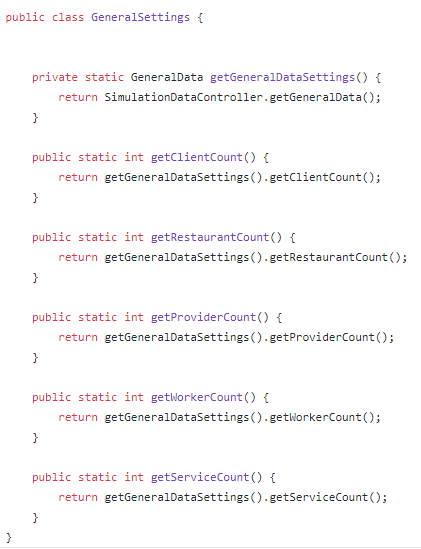 public class GeneralSettings {
    private static GeneralData getGeneralDataSettings() {
        return SimulationDataController.getGeneralData();
    }
    public static int getClientCount() {
        return getGeneralDataSettings().getClientCount();
    }
    public static int getRestaurantCount() {
        return getGeneralDataSettings().getRestaurantCount();
    }
    public static int getProviderCount() {
        return getGeneralDataSettings().getProviderCount();
    }
    public static int getWorkerCount() {
        return getGeneralDataSettings().getWorkerCount();
    }
    public static int getServiceCount() {
        return getGeneralDataSettings().getServiceCount();
    }
}